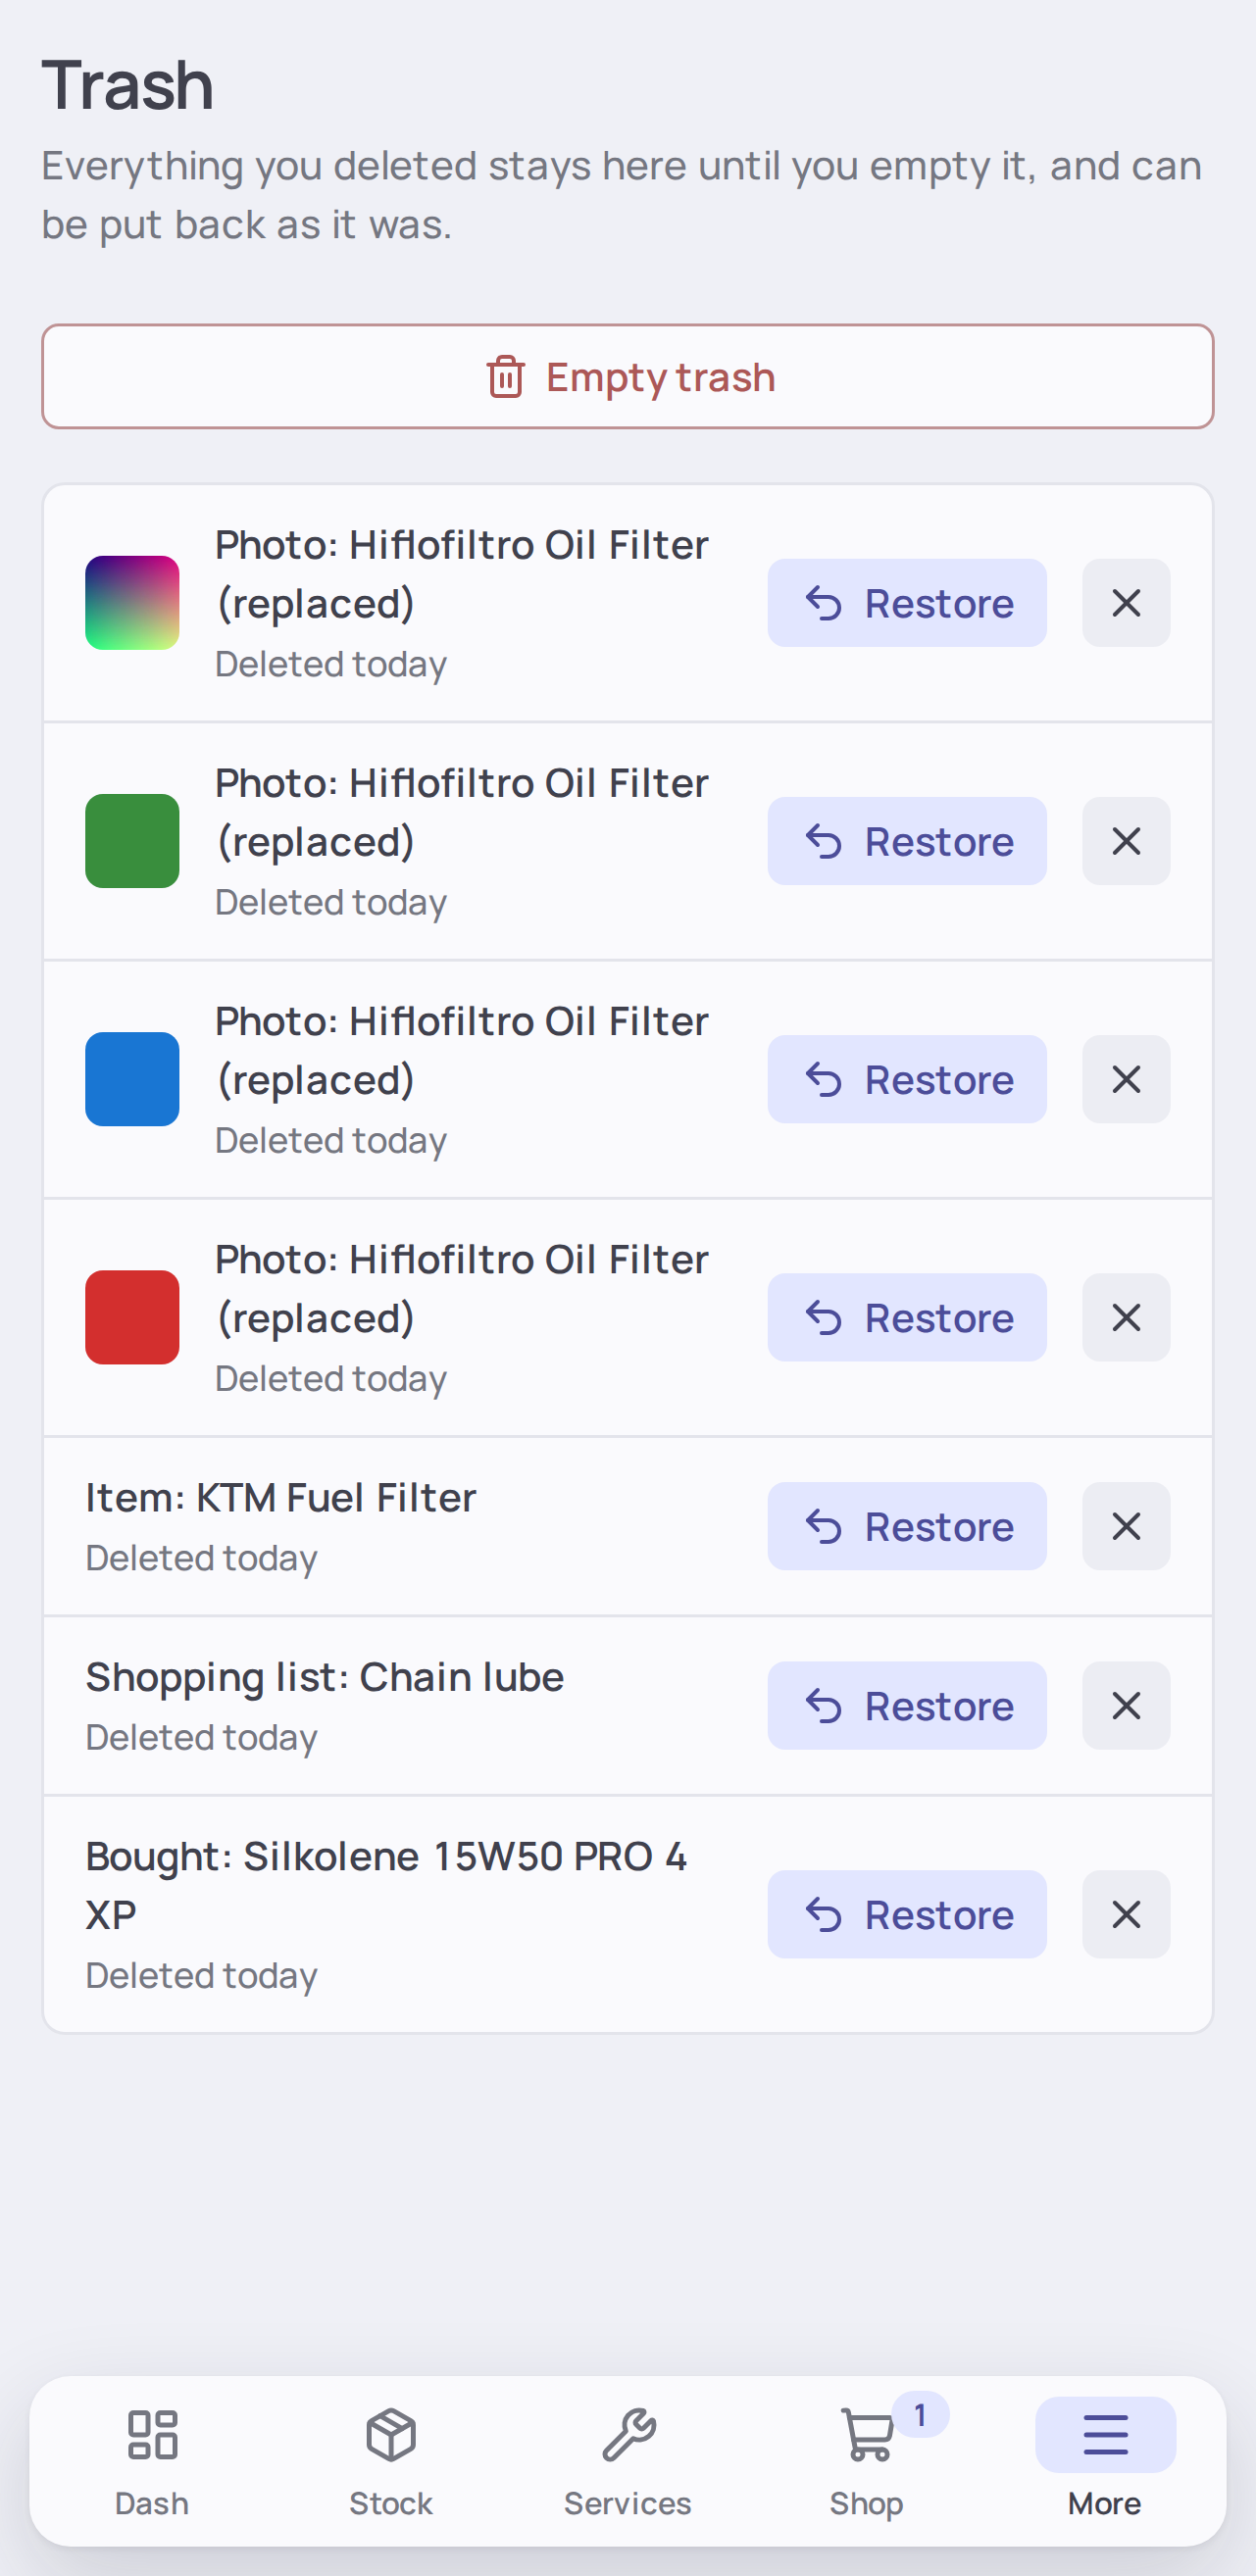 Trash
Everything you deleted stays here until you empty it, and can
be put back as it was.
Empty trash
Photo: Hiflofiltro Oil Filter
(replaced)
Deleted today
Restore
Photo: Hiflofiltro Oil Filter
(replaced)
Deleted today
Restore
Photo: Hiflofiltro Oil Filter
(replaced)
Deleted today
Restore
Photo: Hiflofiltro Oil Filter
(replaced)
Deleted today
Restore
Item: KTM Fuel Filter
Deleted today
Restore
Shopping list: Chain lube
Deleted today
Restore
Bought: Silkolene 15W50 PRO 4
XP
Deleted today
Restore
1
Dash
Stock
Services
Shop
More